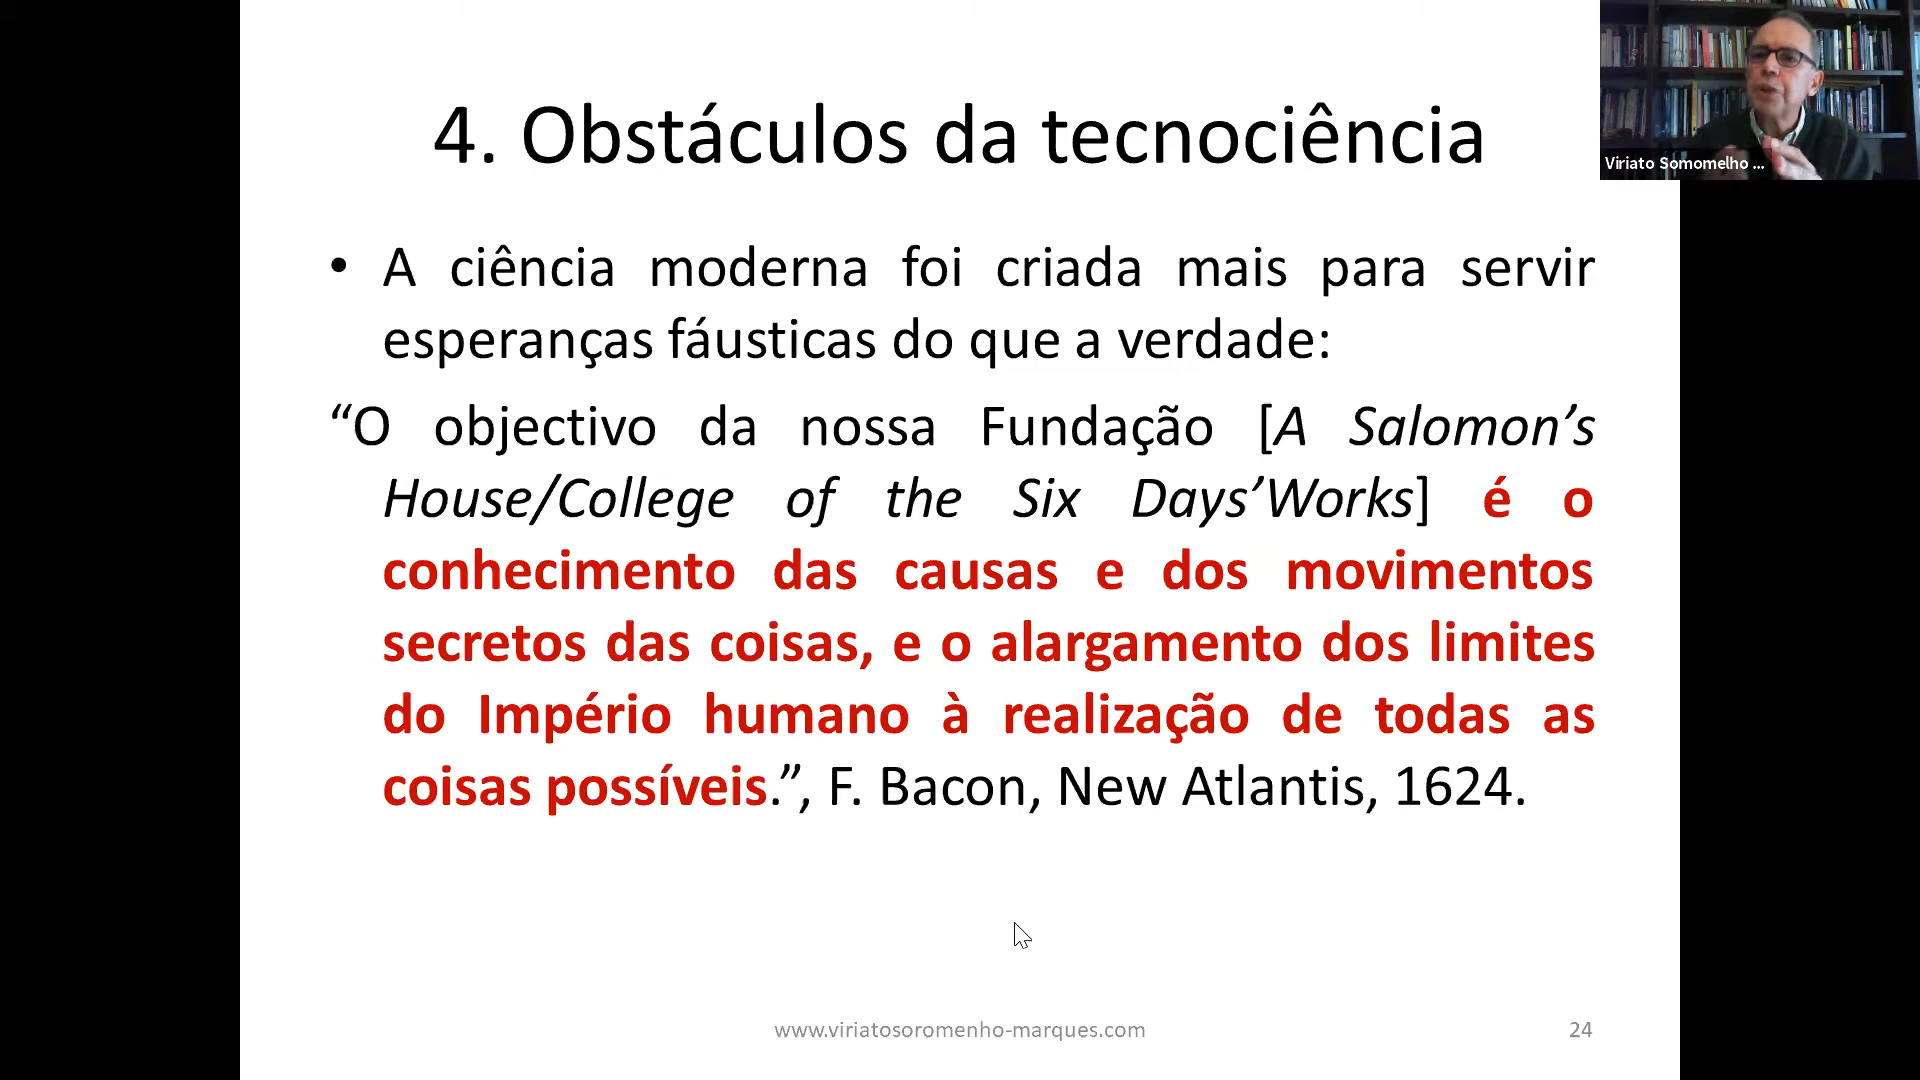 4. Obstáculos da tecnociência
Viriato Somomelho ...
• A ciência moderna foi criada mais para servir
esperanças fáusticas do que a verdade:
“O objectivo da nossa Fundação [A Salomon’s
House/College of the Six Days’Works] é o
conhecimento das causas e dos movimentos
secretos das coisas, e o alargamento dos limites
do Império humano à realização de todas as
coisas possíveis.”, F. Bacon, New Atlantis, 1624.
www.viriatosoromenho-marques.com
24